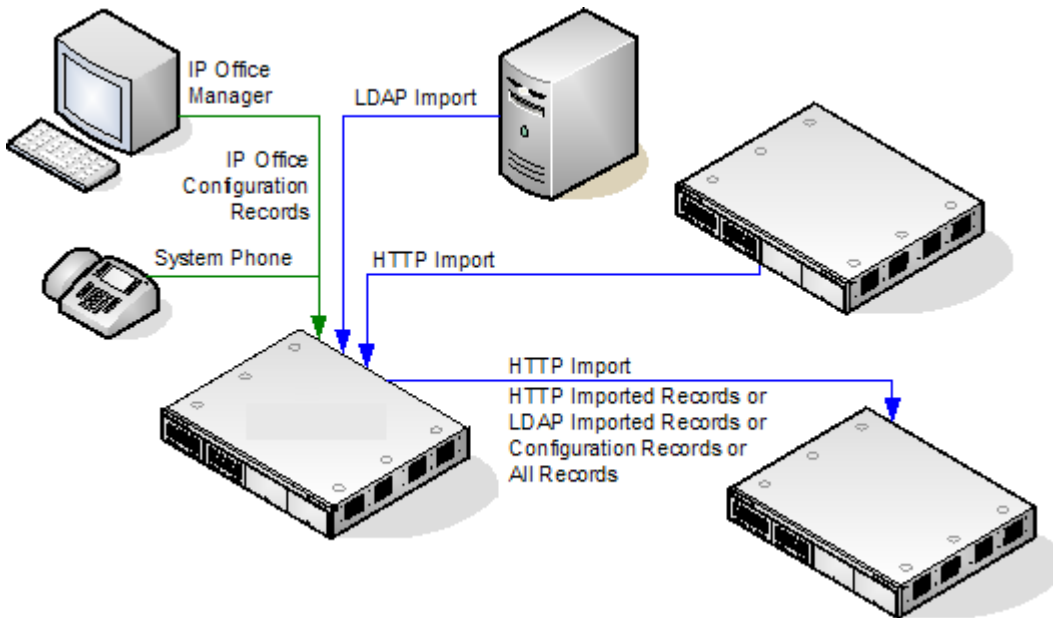 IP Office
Manager
LDAP Import
IP Office
Configuration
Records
System Phone
HTTP Import
HTTP Import
HTTP Imported Records or
LDAP Imported Records or
Configuration Records or
All Records